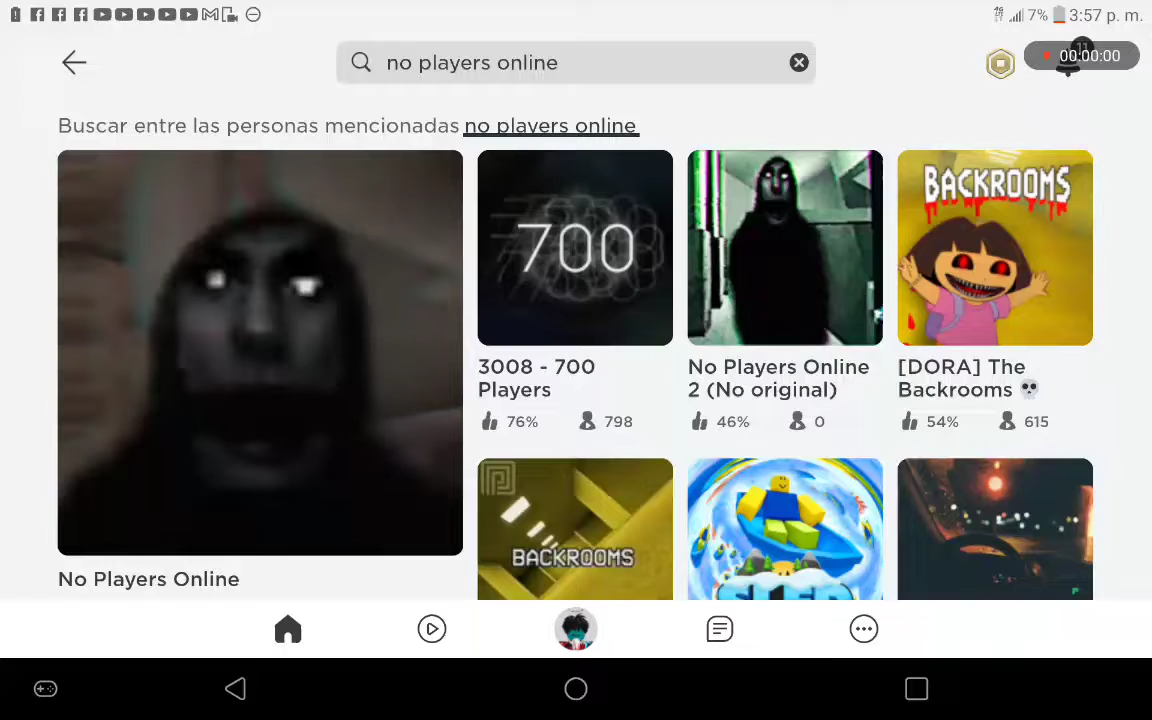 7% 3:57 p. m.
no players online
11
00:00:00
Buscar entre las personas mencionadas no players online
700
BACKROOMS
3008 - 700
Players
No Players Online
2 (No original)
[DORA] The
Backrooms 💀
76% 798
46% 0
54% 615
BACKROOMS
SLED
No Players Online